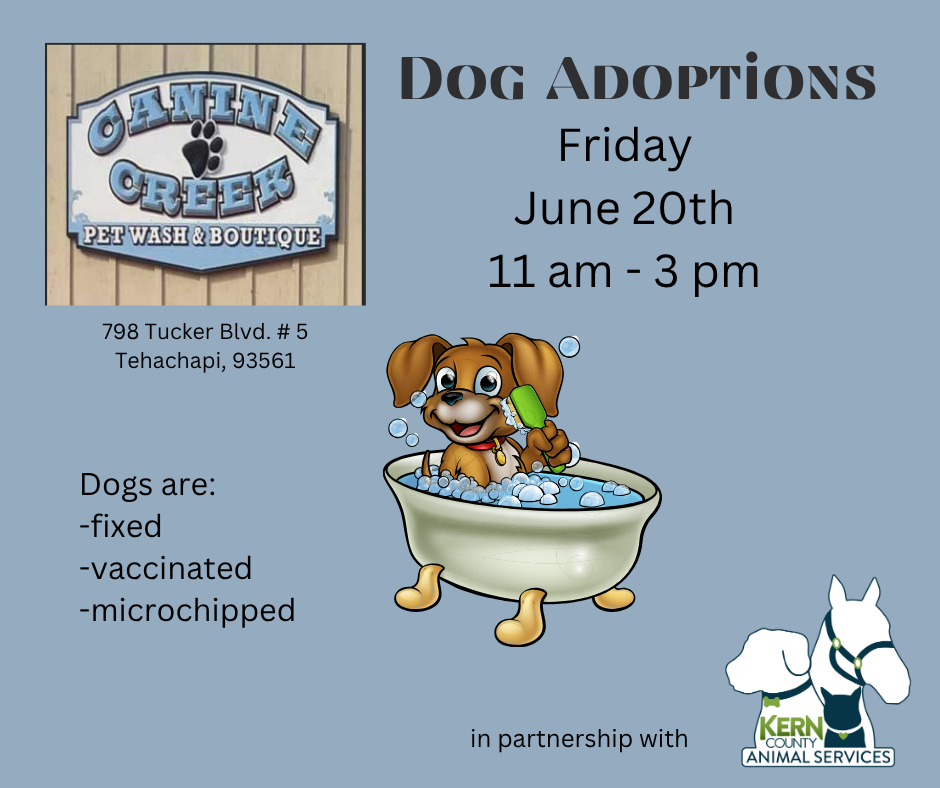 CANINE
CREEK
PET WASH & BOUTIQUE
Dog Adoptions
Friday
June 20th
11 am - 3 pm
798 Tucker Blvd. # 5
Tehachapi, 93561
Dogs are:
-fixed
-vaccinated
-microchipped
in partnership with
KERN
COUNTY
ANIMAL SERVICES